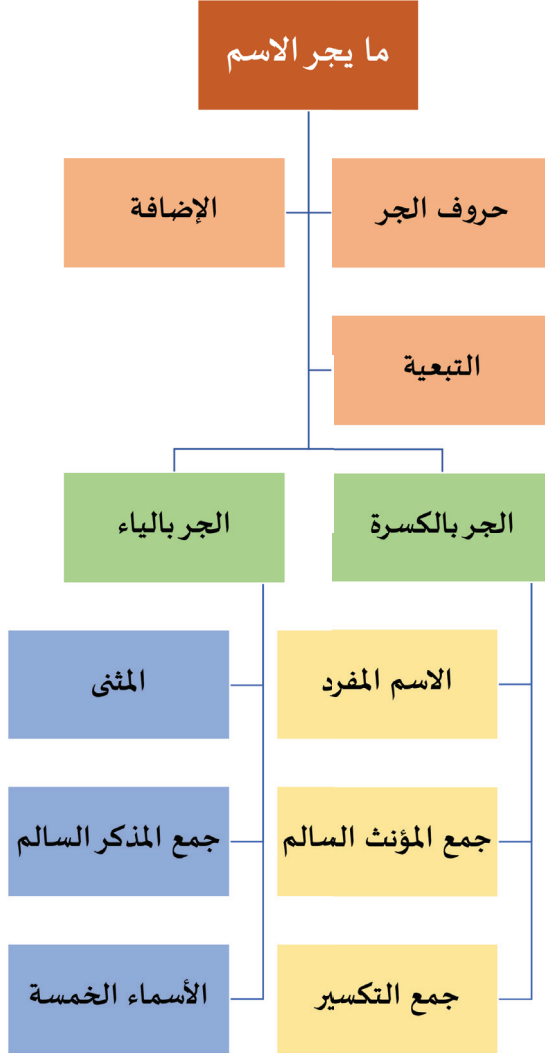 ما يجر الاسم
حروف الجر
الإضافة
التبعية
الجر بالكسرة
الجر بالياء
الاسم المفرد
المثنى
جمع المؤنث السالم
جمع المذكر السالم
جمع التكسير
الأسماء الخمسة